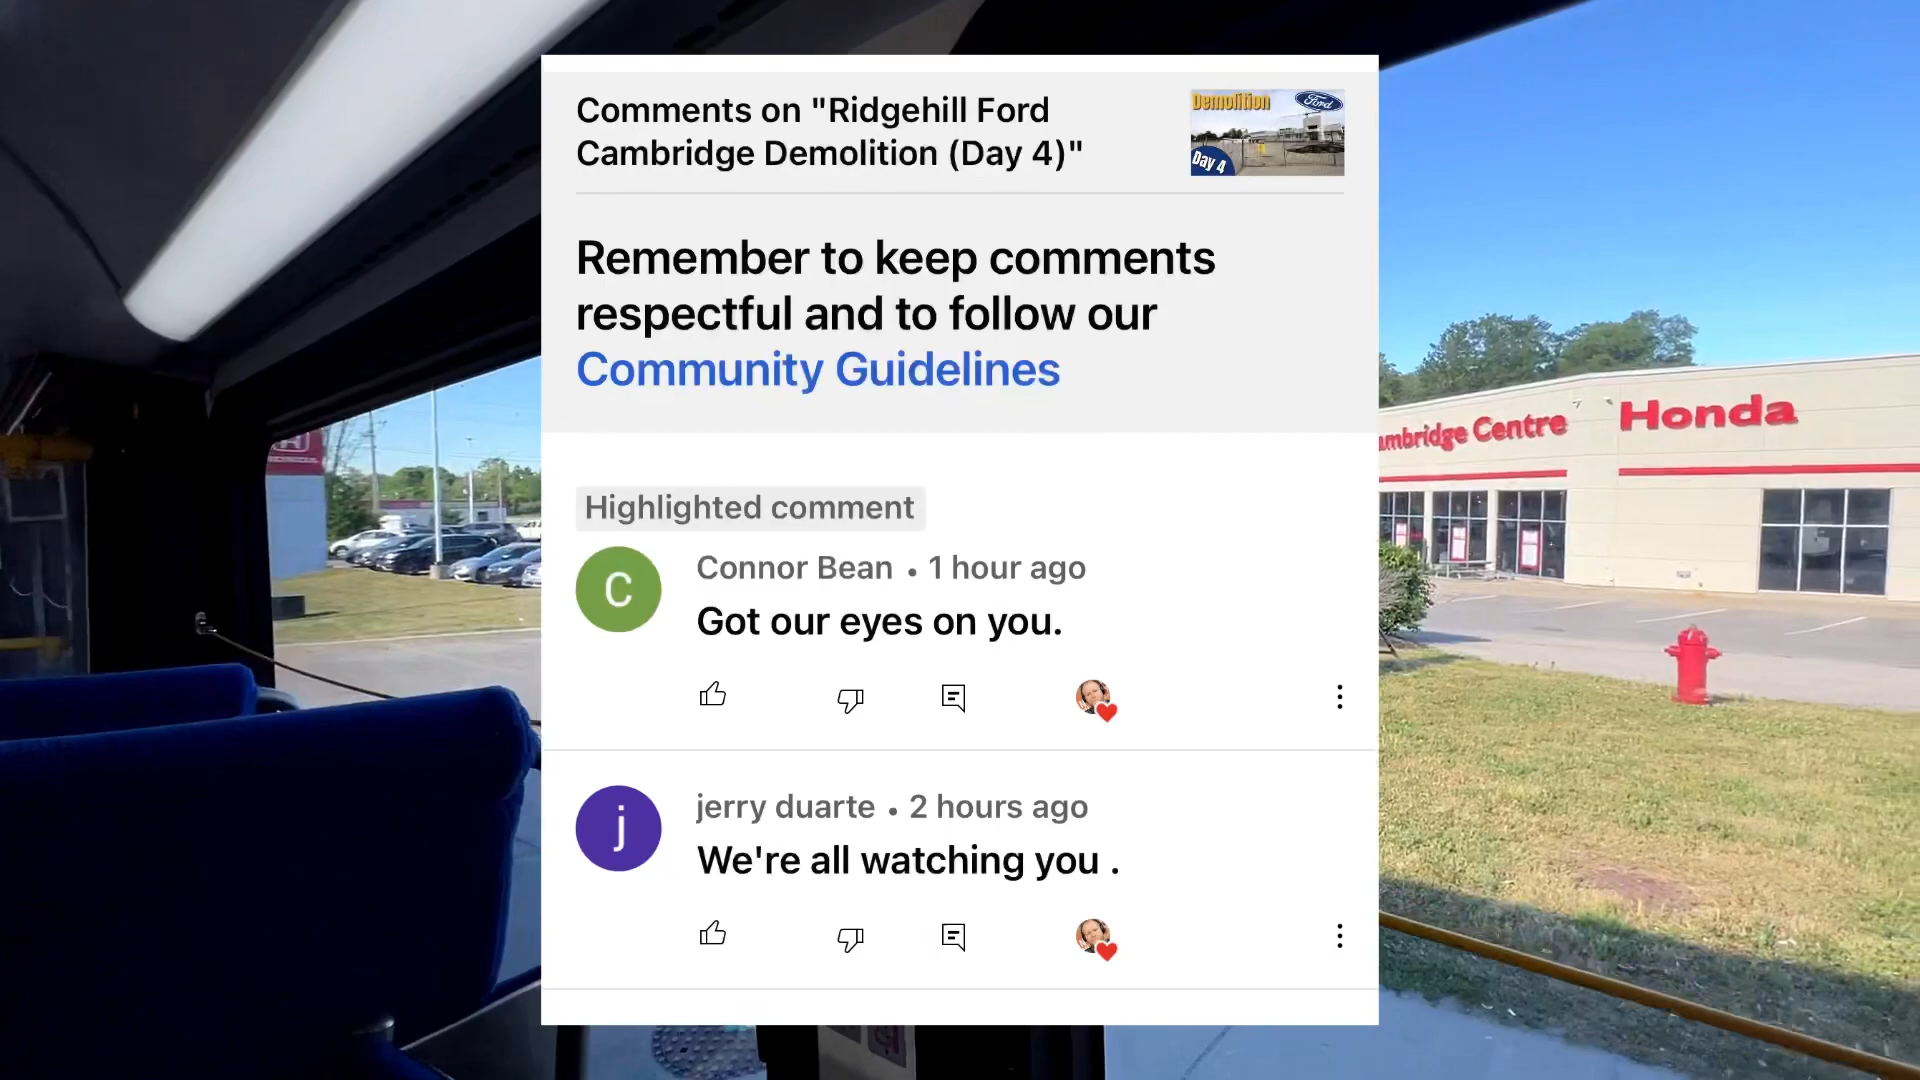 Comments on "Ridgehill Ford
Cambridge Demolition (Day 4)"
Demolition
Ford
Day 4
Remember to keep comments
respectful and to follow our
Community Guidelines
Highlighted comment
C
Connor Bean • 1 hour ago
Got our eyes on you.
j
jerry duarte • 2 hours ago
We're all watching you .
ambridge Centre
Honda